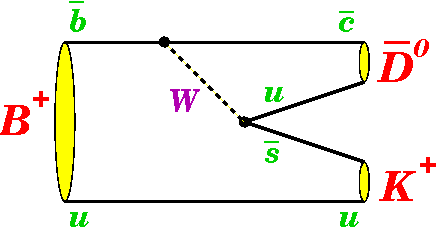 b̅ c̅
D̅⁰
B⁺ W u
s̅
K⁺
u u